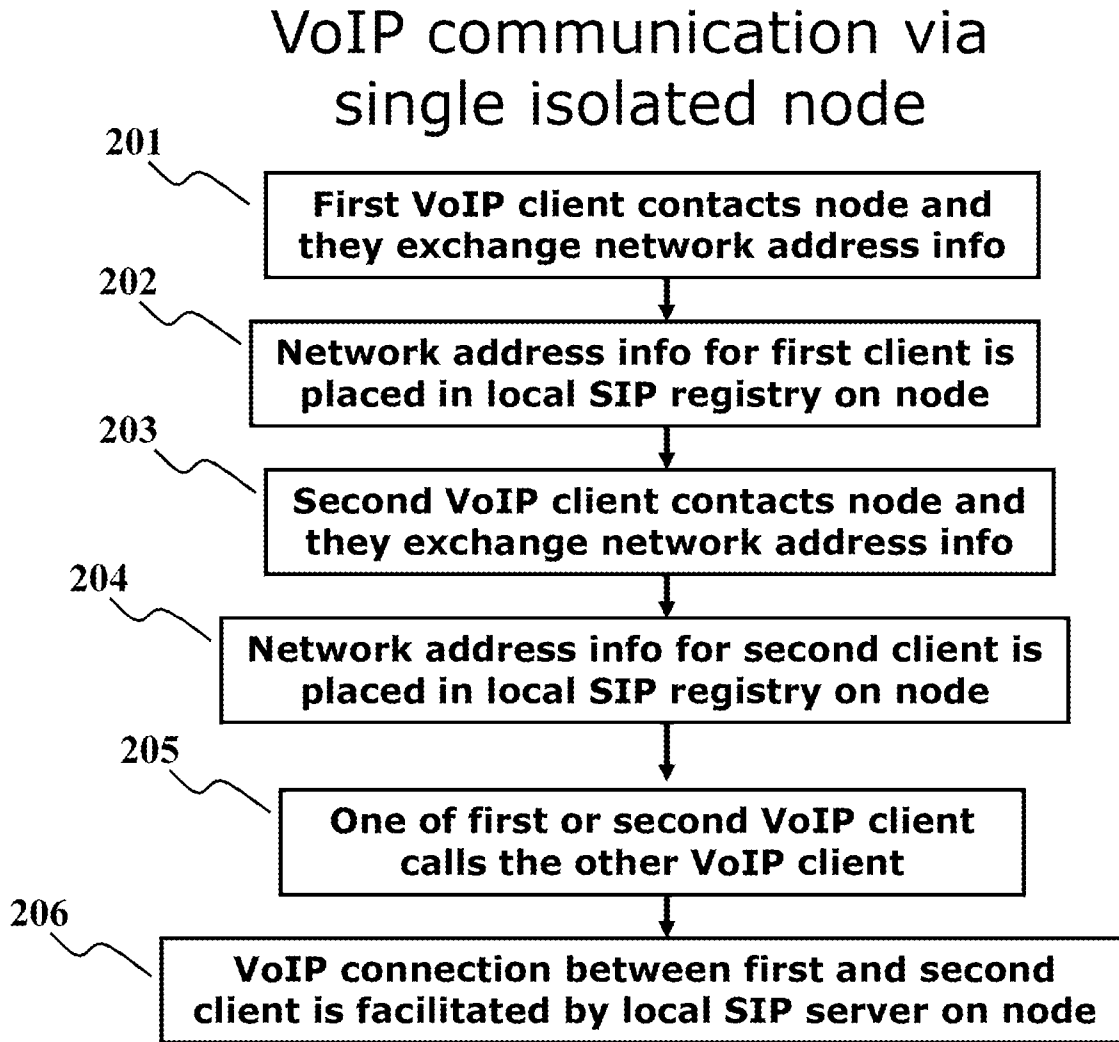 VoIP communication via
single isolated node
201
First VoIP client contacts node and
they exchange network address info
202
Network address info for first client is
placed in local SIP registry on node
203
Second VoIP client contacts node and
they exchange network address info
204
Network address info for second client is
placed in local SIP registry on node
205
One of first or second VoIP client
calls the other VoIP client
206
VoIP connection between first and second
client is facilitated by local SIP server on node